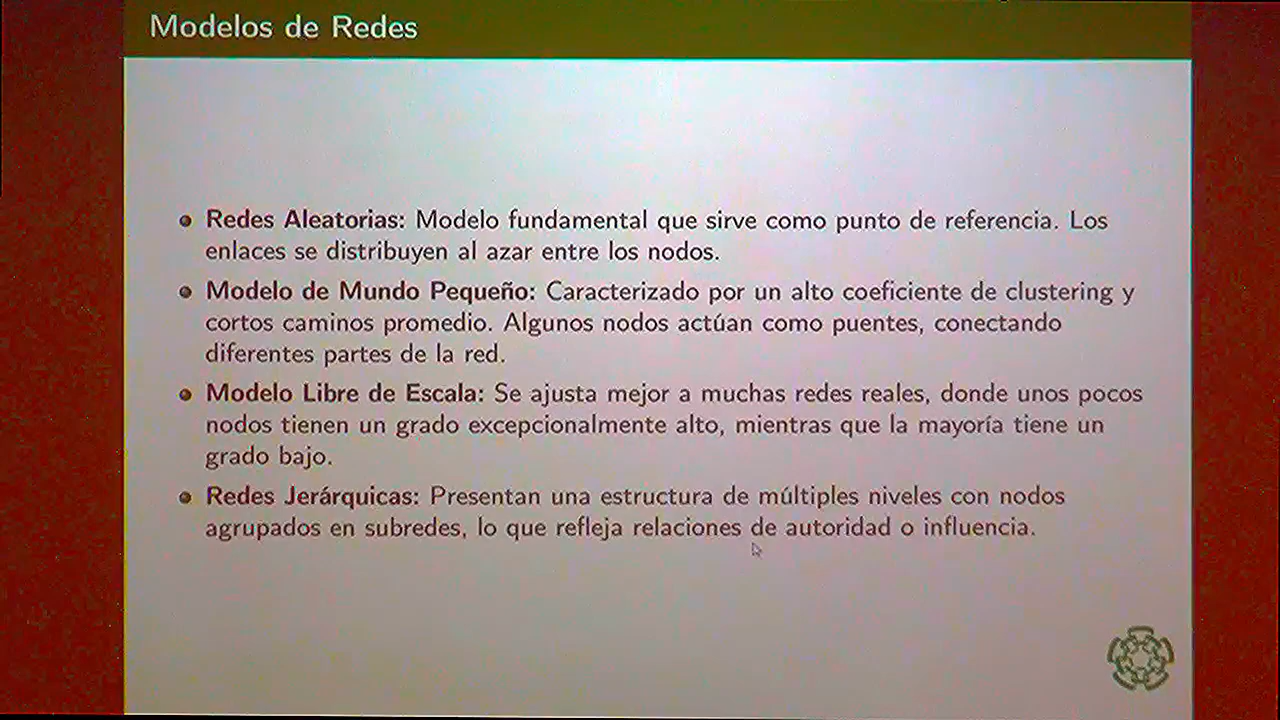 Modelos de Redes
Redes Aleatorias: Modelo fundamental que sirve como punto de referencia. Los
enlaces se distribuyen al azar entre los nodos.
Modelo de Mundo Pequeño: Caracterizado por un alto coeficiente de clustering y
cortos caminos promedio. Algunos nodos actúan como puentes, conectando
diferentes partes de la red.
Modelo Libre de Escala: Se ajusta mejor a muchas redes reales, donde unos pocos
nodos tienen un grado excepcionalmente alto, mientras que la mayoría tiene un
grado bajo.
Redes Jerárquicas: Presentan una estructura de múltiples niveles con nodos
agrupados en subredes, lo que refleja relaciones de autoridad o influencia.